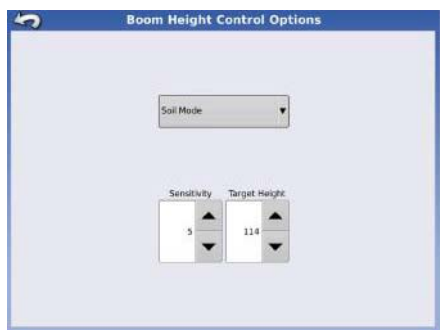 Boom Height Control Options
Soil Mode
Sensitivity Target Height
5 114